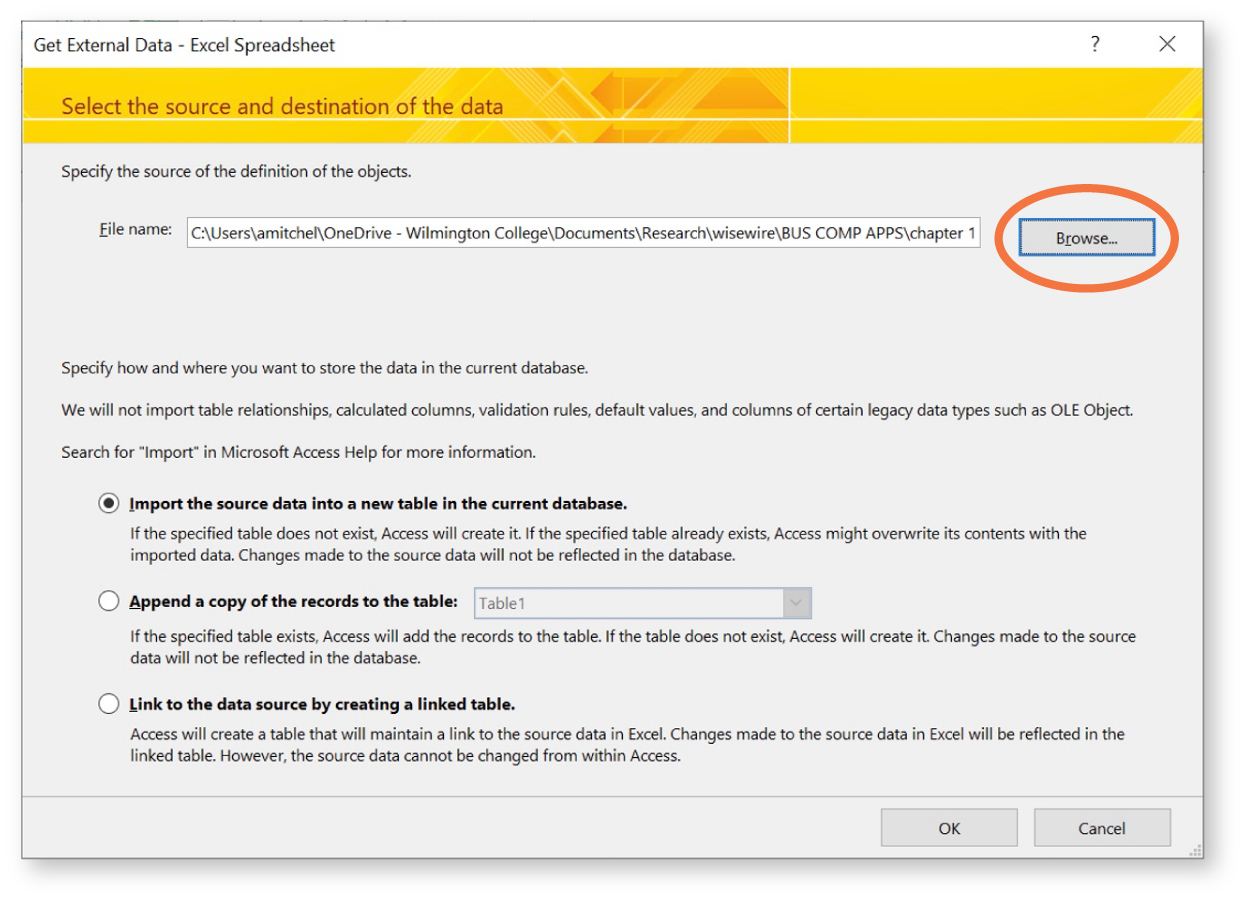 Get External Data - Excel Spreadsheet
?
Select the source and destination of the data
Specify the source of the definition of the objects.
File name: C:\Users\amitchel\OneDrive - Wilmington College\Documents\Research\wisewire\BUS COMP APPS\chapter 1 Browse...
Specify how and where you want to store the data in the current database.
We will not import table relationships, calculated columns, validation rules, default values, and columns of certain legacy data types such as OLE Object.
Search for "Import" in Microsoft Access Help for more information.
Import the source data into a new table in the current database.
If the specified table does not exist, Access will create it. If the specified table already exists, Access might overwrite its contents with the
imported data. Changes made to the source data will not be reflected in the database.
Append a copy of the records to the table: Table1
If the specified table exists, Access will add the records to the table. If the table does not exist, Access will create it. Changes made to the source
data will not be reflected in the database.
Link to the data source by creating a linked table.
Access will create a table that will maintain a link to the source data in Excel. Changes made to the source data in Excel will be reflected in the
linked table. However, the source data cannot be changed from within Access.
OK Cancel